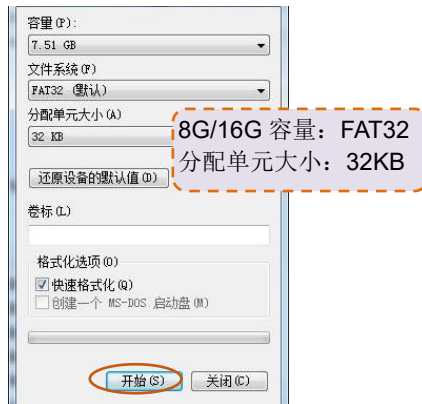 容量(P):
7.51 GB
文件系统(F)
FAT32 (默认)
分配单元大小(A)
32 KB
8G/16G 容量：FAT32
分配单元大小：32KB
还原设备的默认值(D)
卷标(L)
格式化选项(O)
快速格式化(Q)
创建一个 MS-DOS 启动盘(M)
开始(S)
关闭(C)